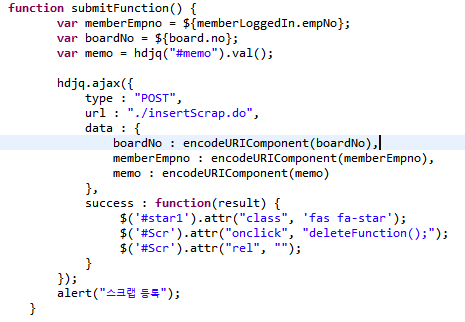 function submitFunction() {
var memberEmpno = ${memberLoggedIn.empNo};
var boardNo = ${board.no};
var memo = hdjq("#memo").val();
hdjq.ajax({
type : "POST",
url : "./insertScrap.do",
data : {
boardNo : encodeURIComponent(boardNo),
memberEmpno : encodeURIComponent(memberEmpno),
memo : encodeURIComponent(memo)
},
success : function(result) {
$('#star1').attr("class", 'fas fa-star');
$('#Scr').attr("onclick", "deleteFunction();");
$('#Scr').attr("rel", "");
}
});
alert("스크랩 등록");
}